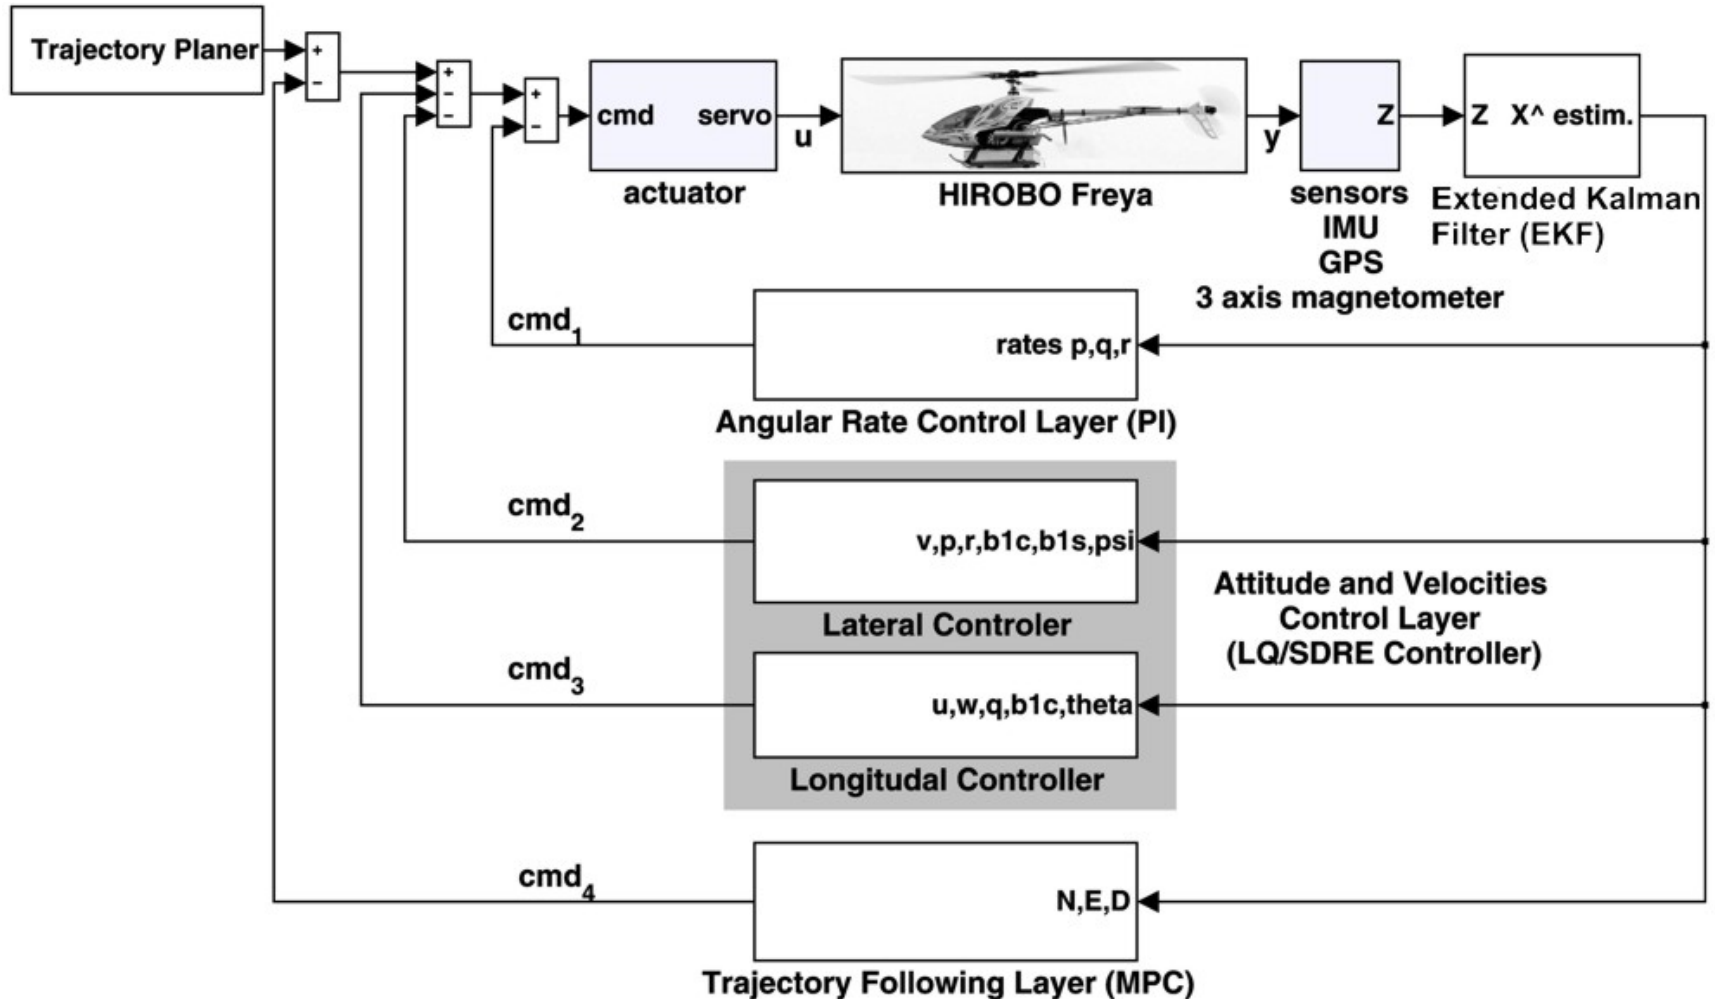 Trajectory Planer
+
−
+
−
−
+
−
cmd servo
u
y
Z
Z X^ estim.
actuator
HIROBO Freya
sensors
IMU
GPS
3 axis magnetometer
Extended Kalman
Filter (EKF)
cmd1
rates p,q,r
Angular Rate Control Layer (PI)
cmd2
v,p,r,b1c,b1s,psi
Lateral Controler
Attitude and Velocities
Control Layer
(LQ/SDRE Controller)
cmd3
u,w,q,b1c,theta
Longitudal Controller
cmd4
N,E,D
Trajectory Following Layer (MPC)